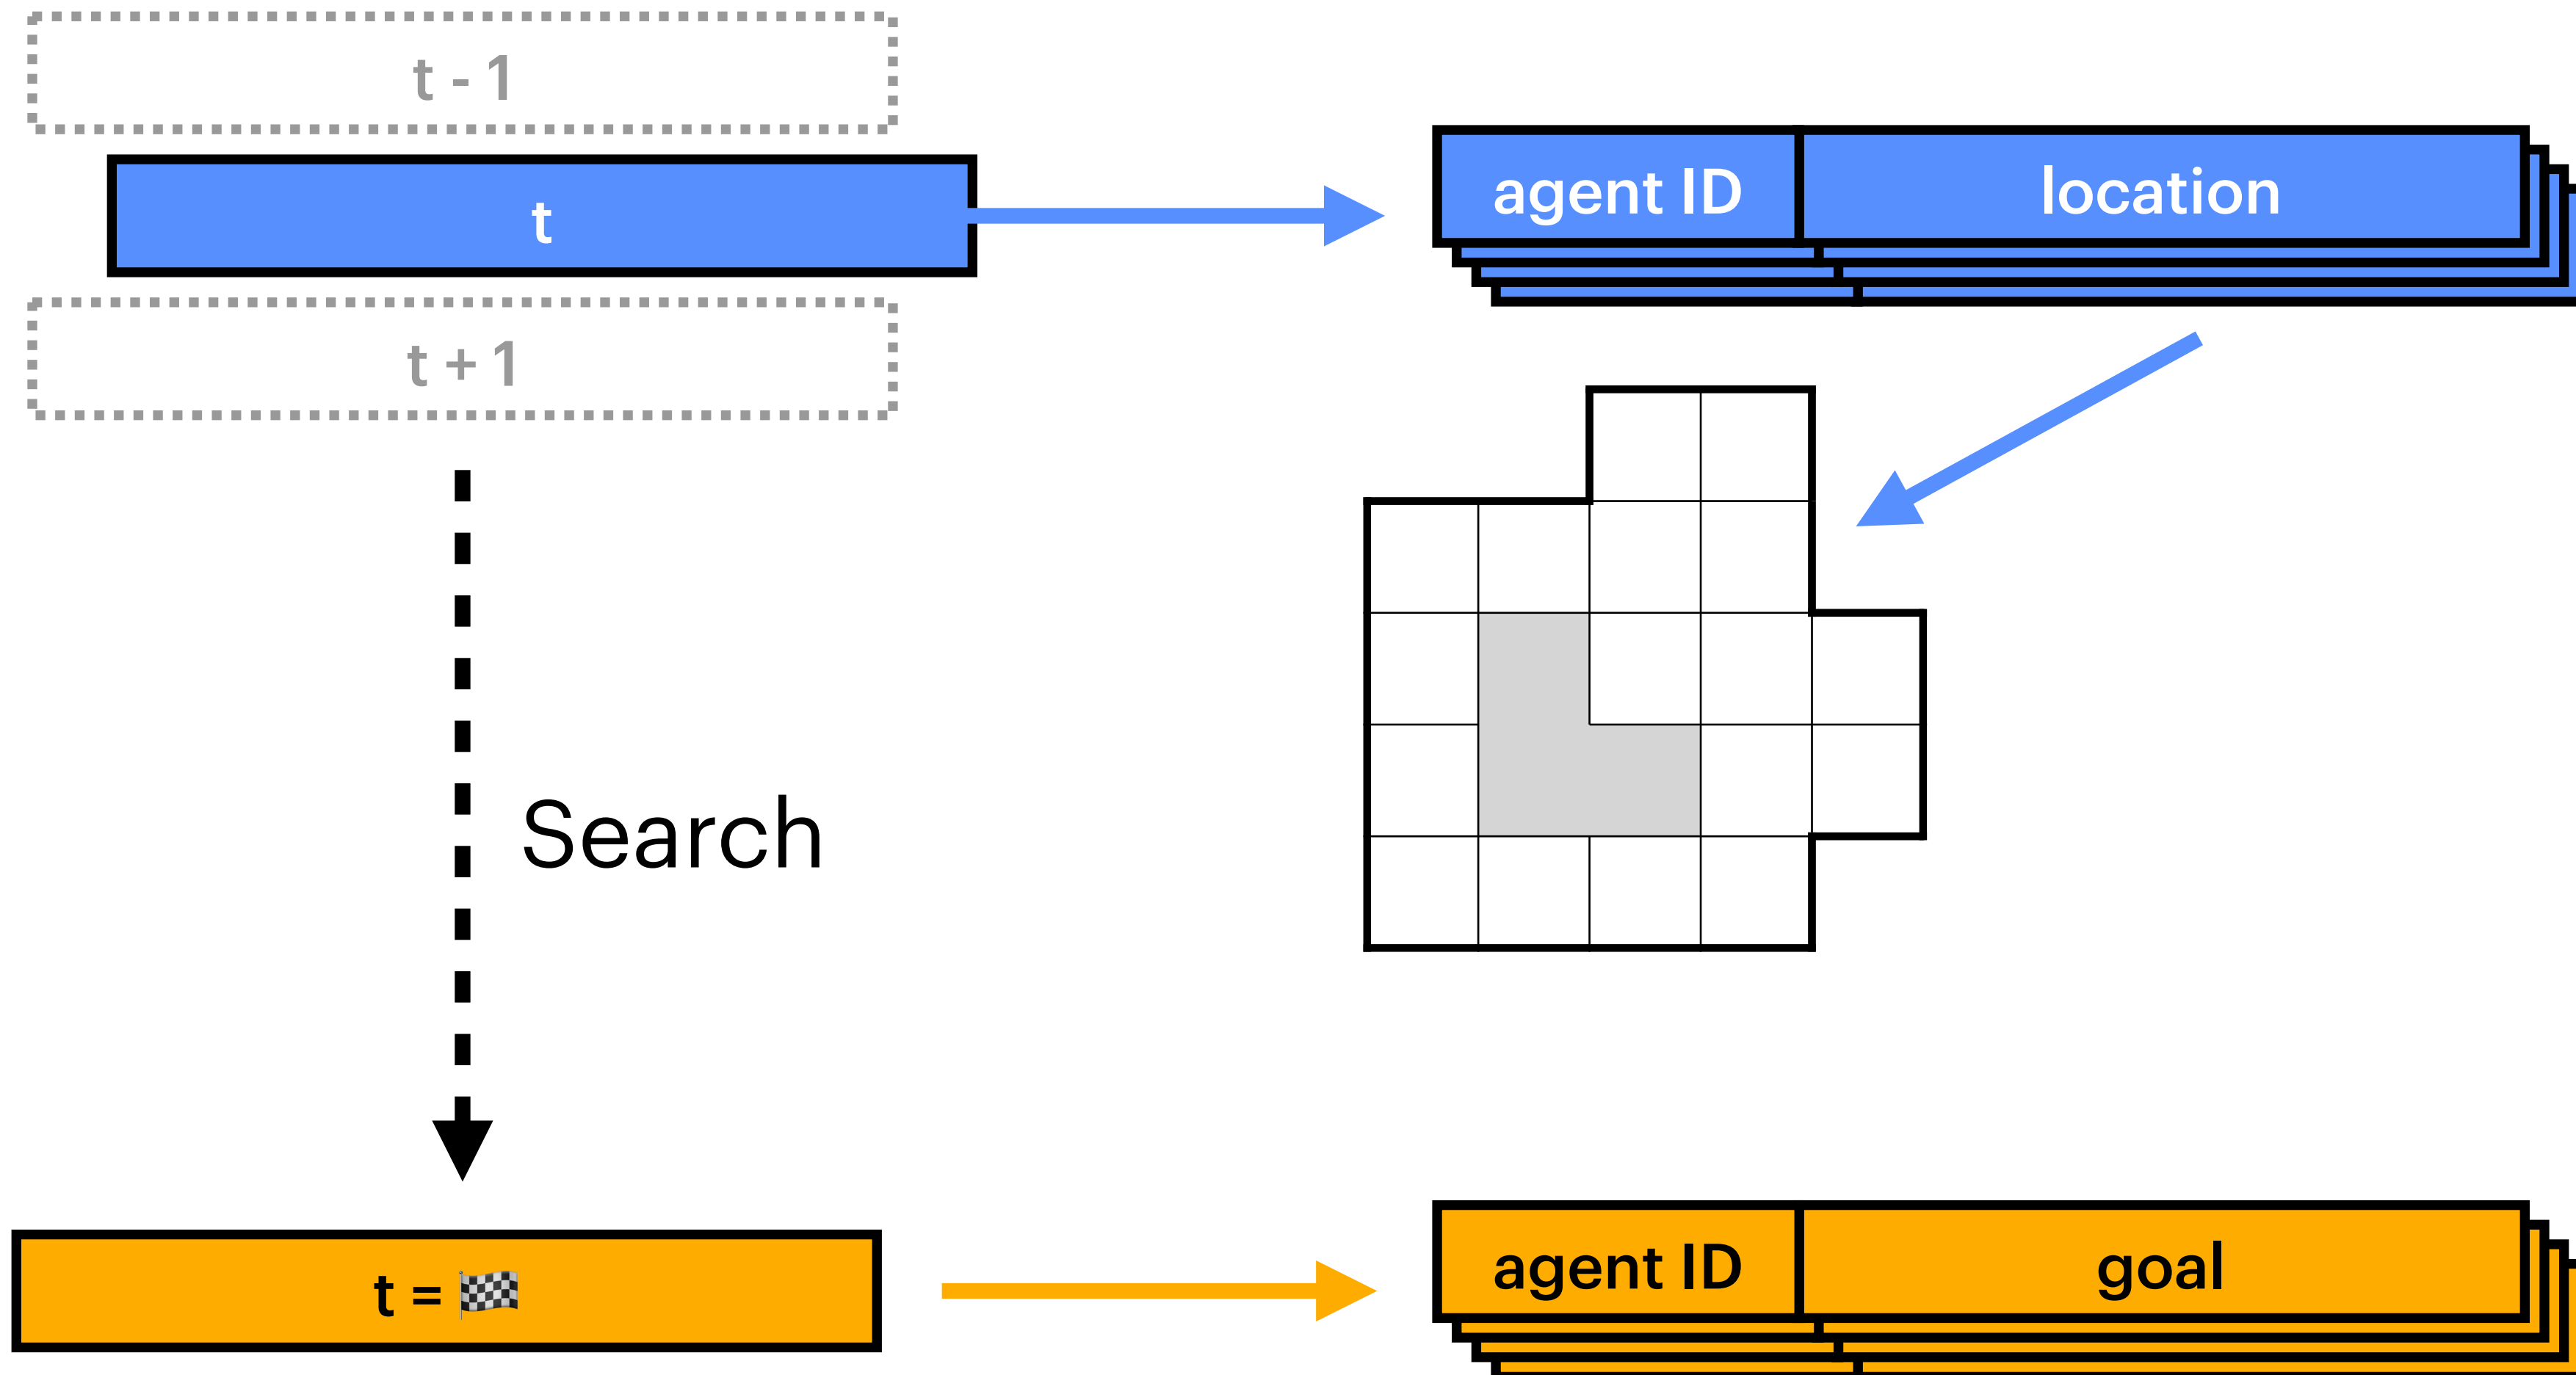 t - 1
t
agent ID location
t + 1
Search
t = 🏁
agent ID goal